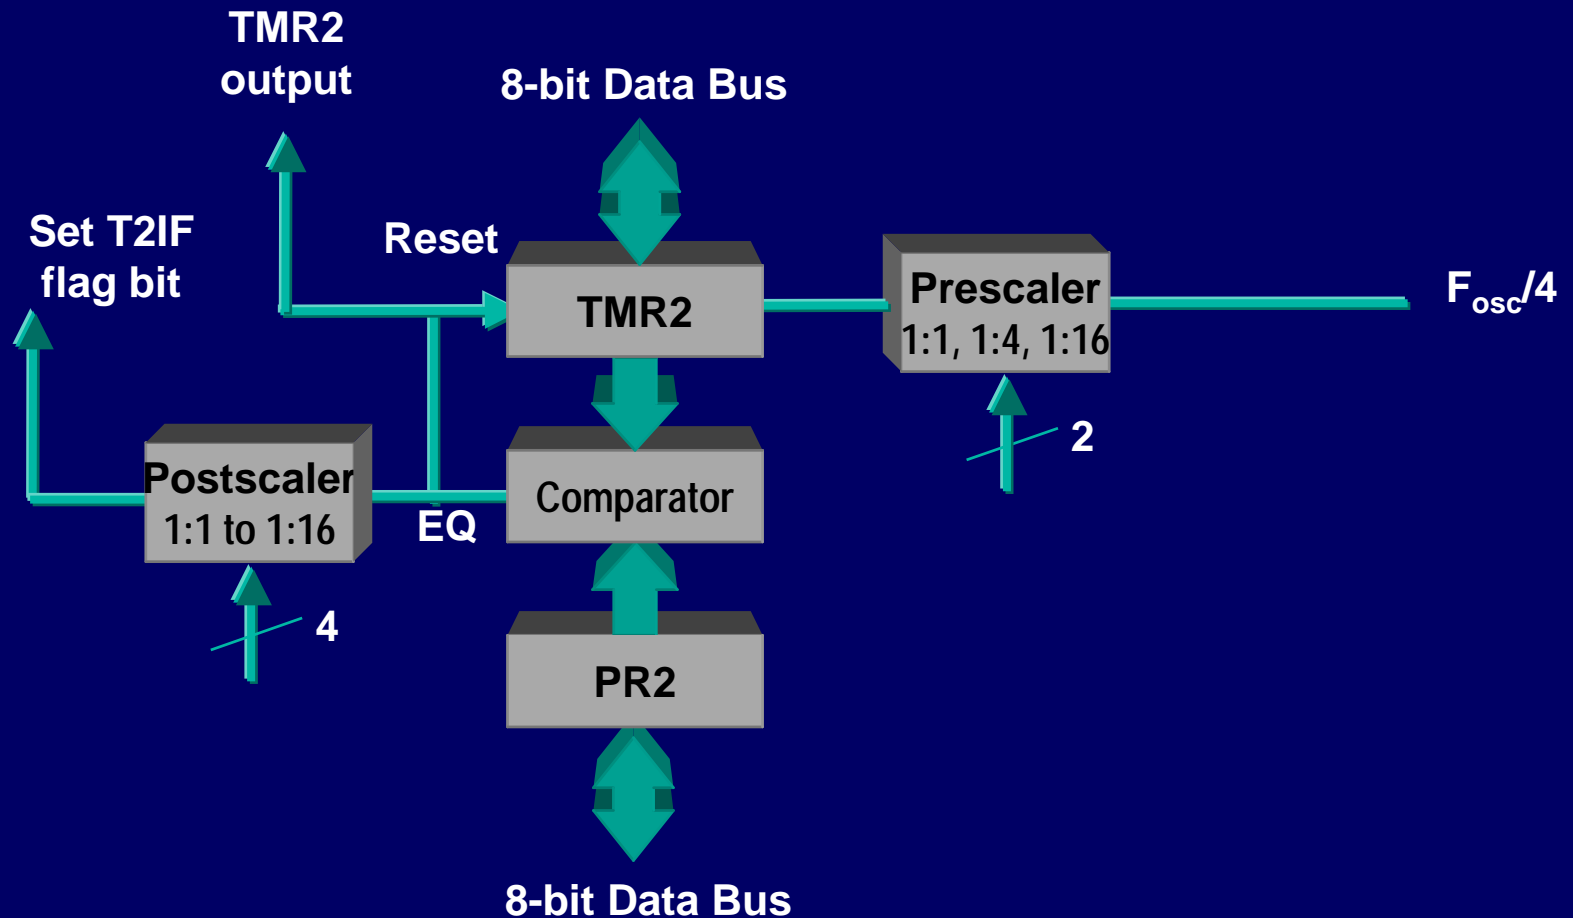 TMR2
output
8-bit Data Bus
Set T2IF
flag bit
Reset
TMR2
Prescaler
1:1, 1:4, 1:16
Fosc/4
2
Postscaler
1:1 to 1:16
EQ
Comparator
4
PR2
8-bit Data Bus